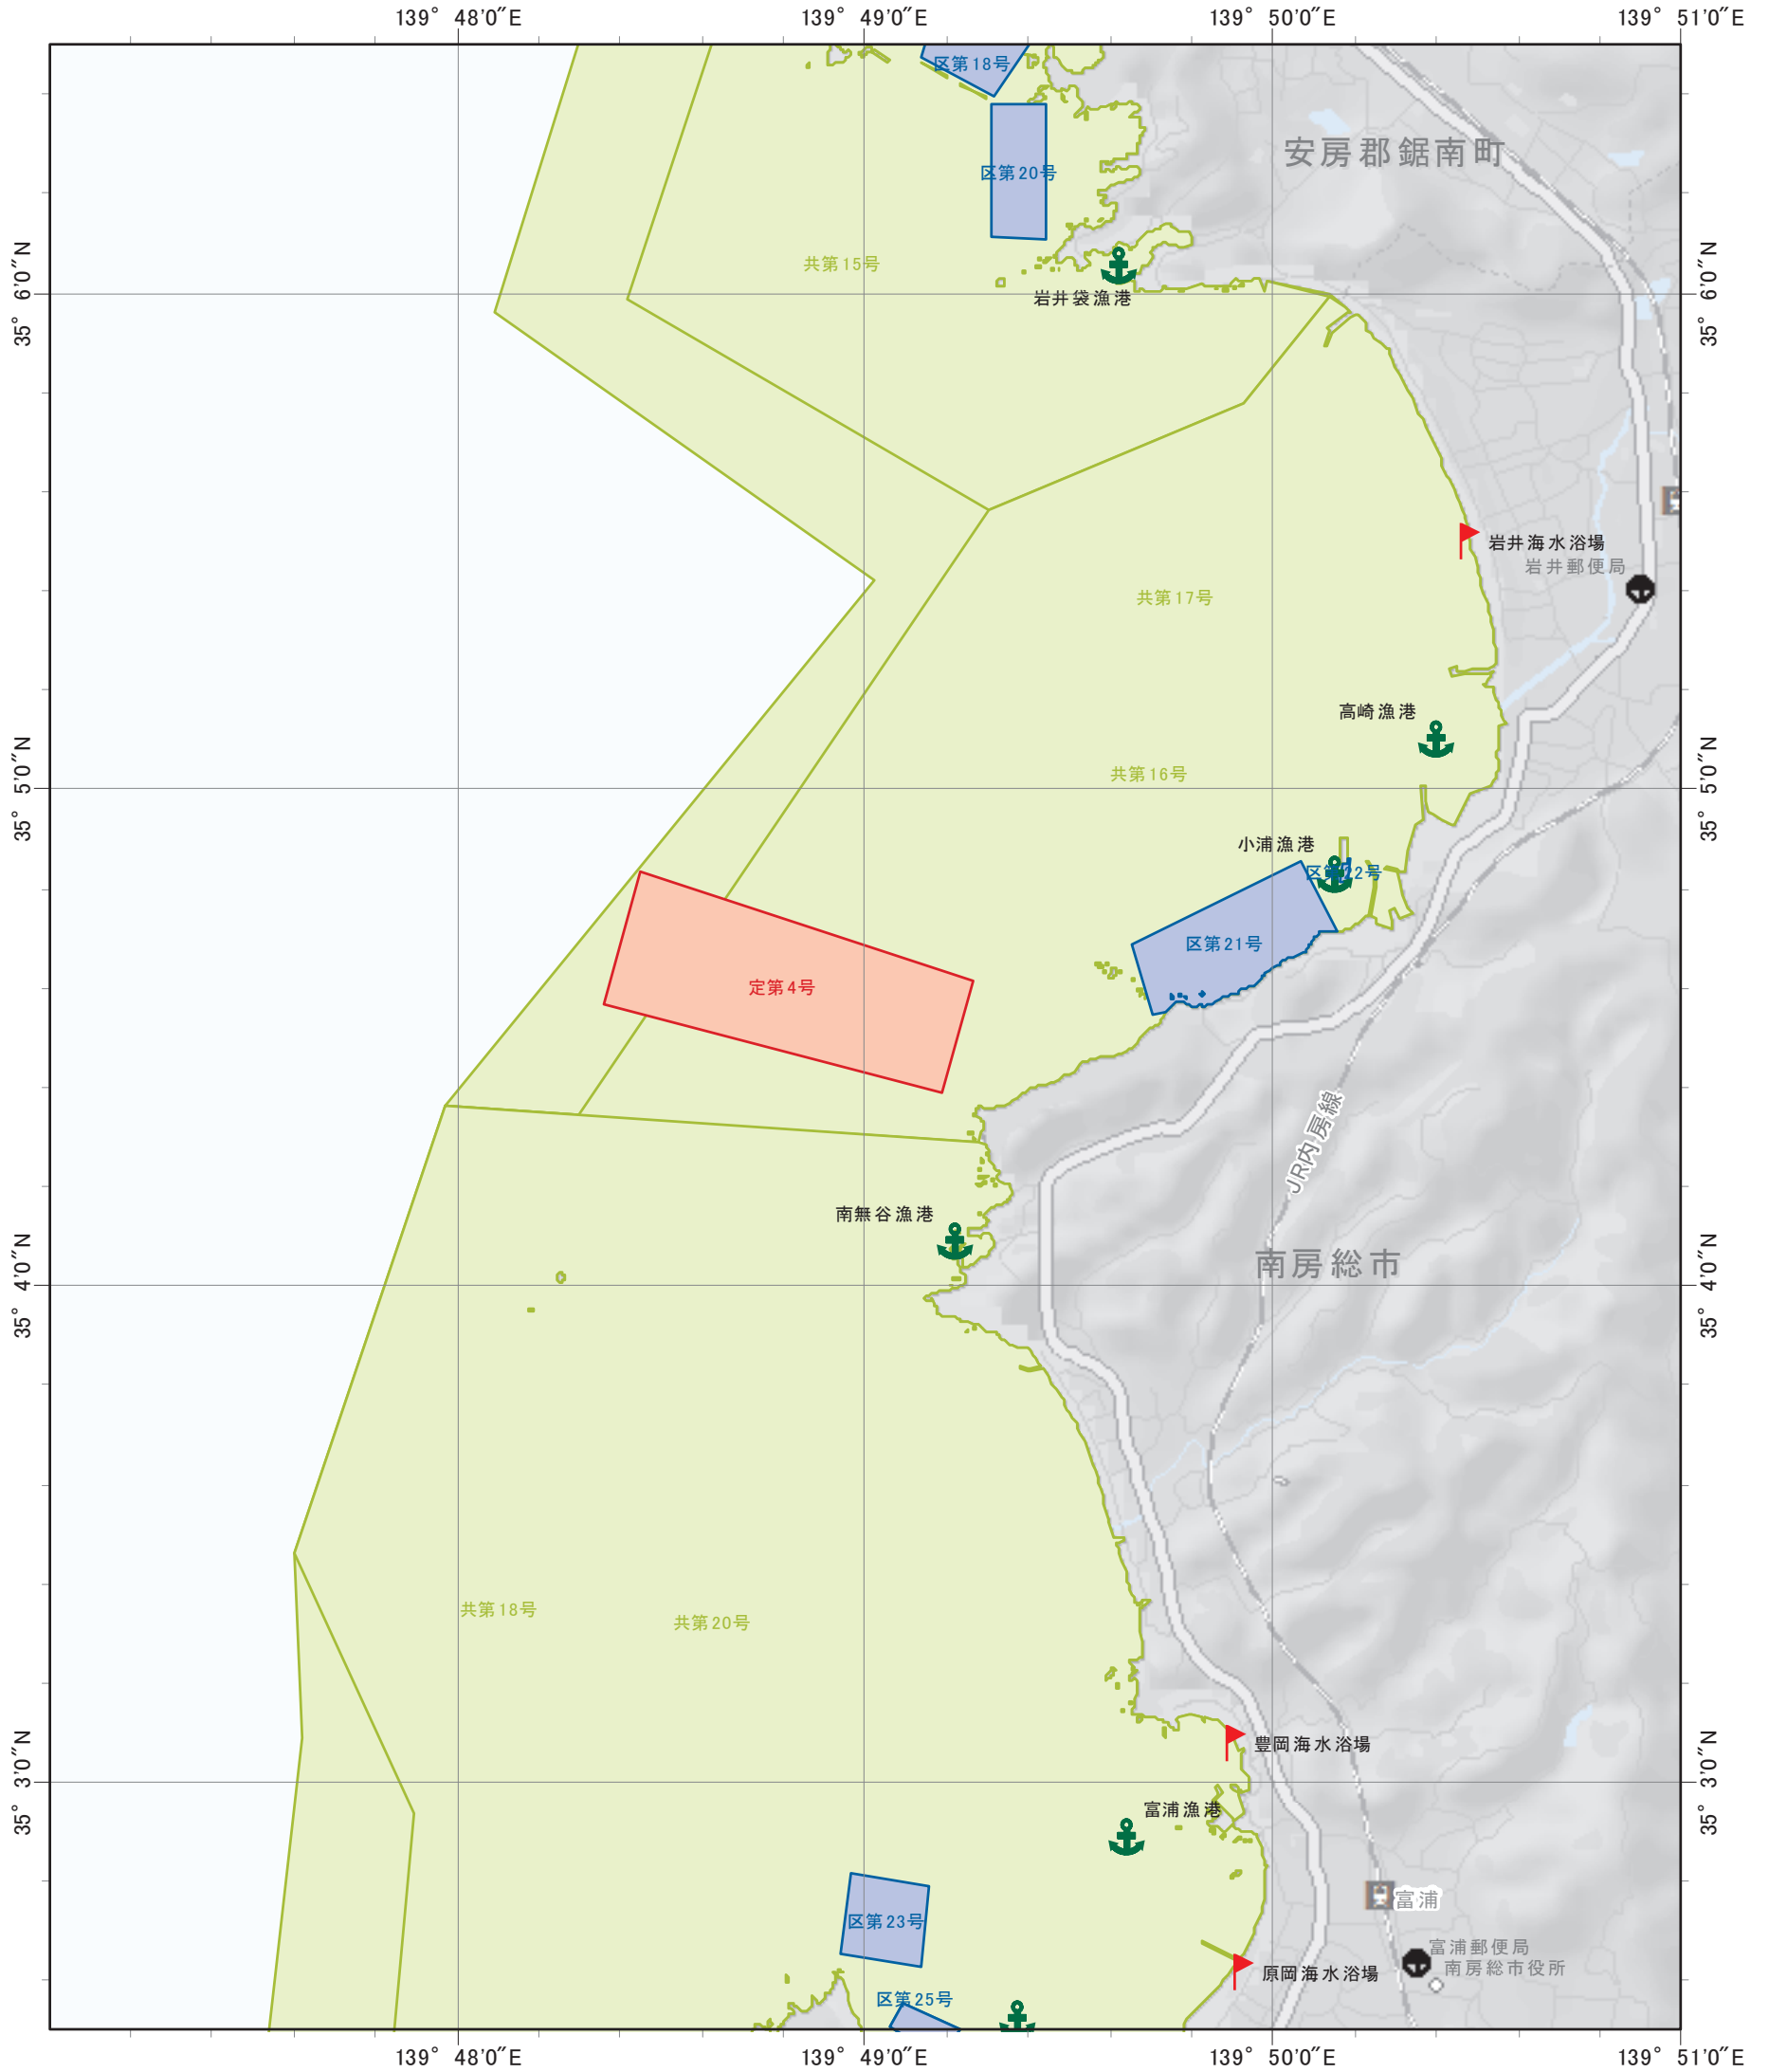 139° 48′0″E
139° 49′0″E
139° 50′0″E
139° 51′0″E
区第18号
安房郡鋸南町
区第20号
共第15号
35° 6′0″N
35° 6′0″N
岩井袋漁港
岩井海水浴場
岩井郵便局
共第17号
高崎漁港
35° 5′0″N
共第16号
35° 5′0″N
小浦漁港
区第22号
区第21号
定第4号
JR内房線
南無谷漁港
35° 4′0″N
南房総市
35° 4′0″N
共第18号
共第20号
豊岡海水浴場
35° 3′0″N
35° 3′0″N
富浦漁港
富浦
区第23号
富浦郵便局
南房総市役所
原岡海水浴場
区第25号
139° 48′0″E
139° 49′0″E
139° 50′0″E
139° 51′0″E